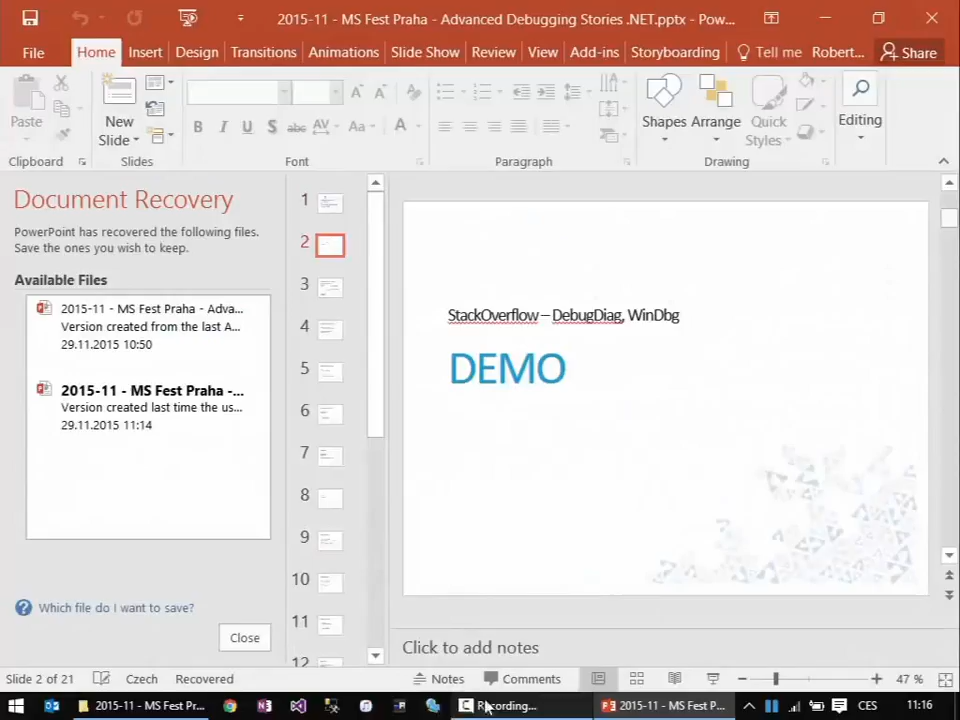 2015-11 - MS Fest Praha - Advanced Debugging Stories .NET.pptx - Pow...
File Home Insert Design Transitions Animations Slide Show Review View Add-ins Storyboarding Tell me Robert... Share
Paste
New
Slide
B I U S abc AV Aa A
Shapes Arrange Quick
Styles Editing
Clipboard Slides Font Paragraph Drawing
Document Recovery
PowerPoint has recovered the following files.
Save the ones you wish to keep.
Available Files
2015-11 - MS Fest Praha - Adva...
Version created from the last A...
29.11.2015 10:50
2015-11 - MS Fest Praha -...
Version created last time the us...
29.11.2015 11:14
Which file do I want to save?
Close
1
2
3
4
5
6
7
8
9
10
11
12
StackOverflow – DebugDiag, WinDbg
DEMO
Click to add notes
Slide 2 of 21 Czech Recovered Notes Comments 47 %
2015-11 - MS Fest Pra... Recording... 2015-11 - MS Fest P... CES 11:16